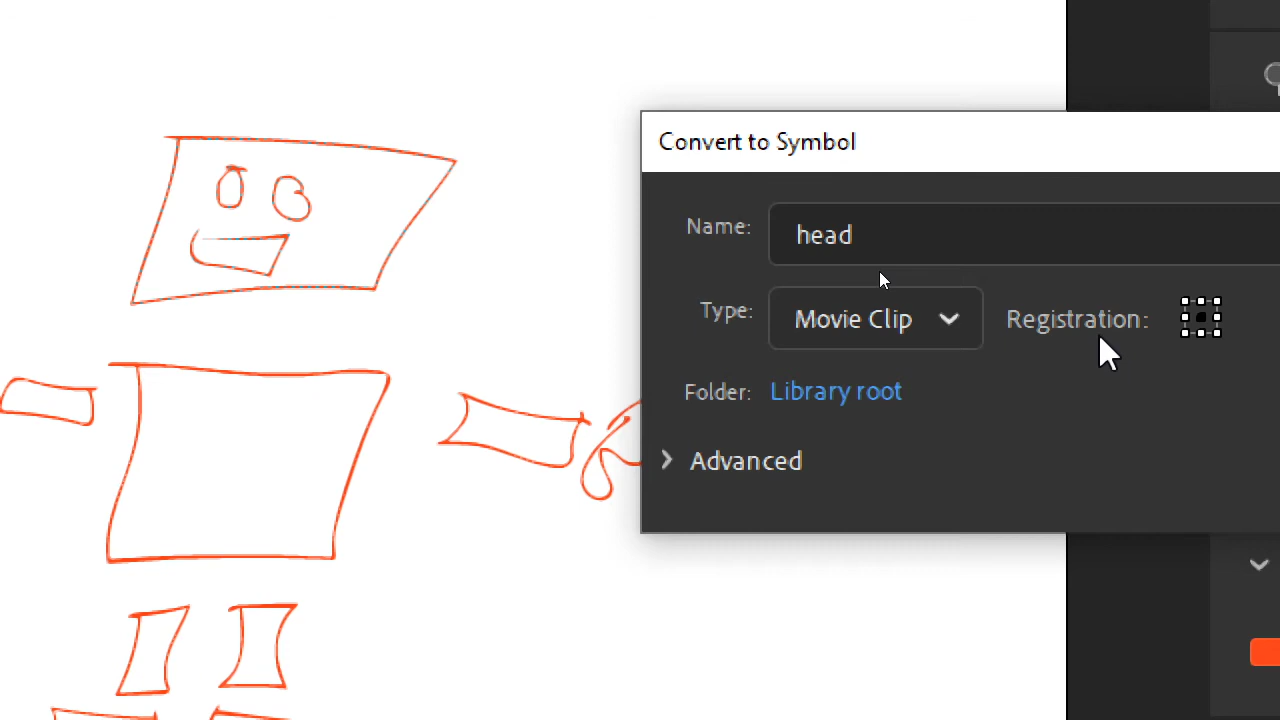 Convert to Symbol
Name: head
Type: Movie Clip Registration:
Folder: Library root
Advanced